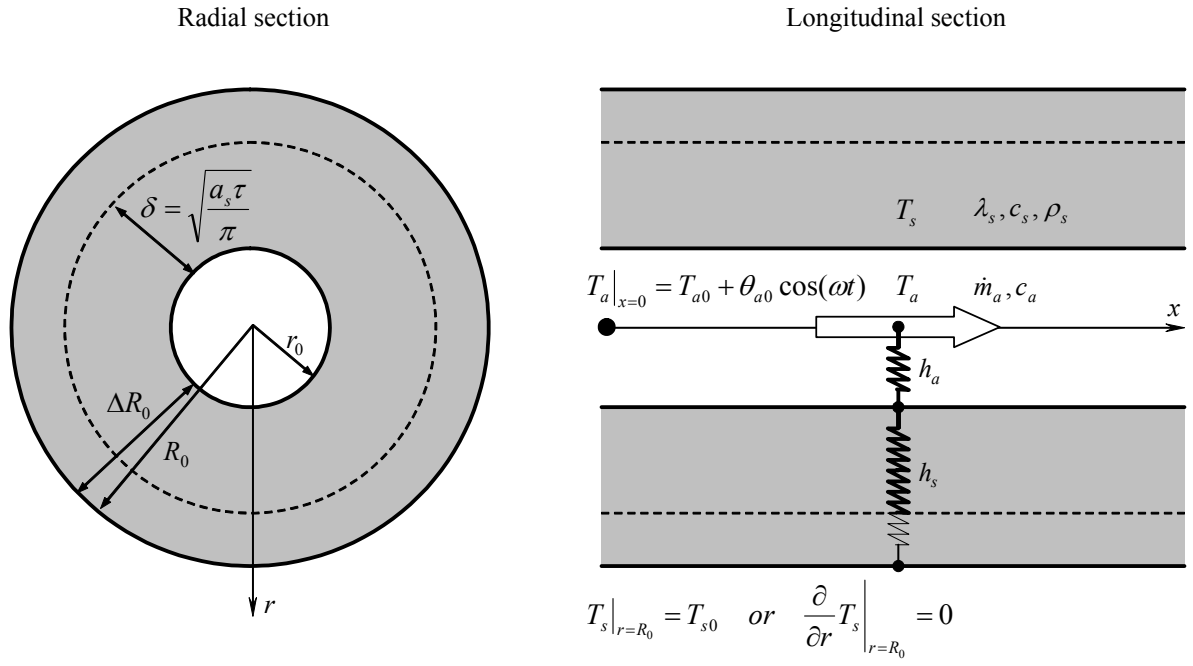 Radial section
Longitudinal section
δ = √(a_s τ / π)
r_0
ΔR_0
R_0
r
T_s λ_s, c_s, ρ_s
T_a|_{x=0} = T_{a0} + θ_{a0} cos(ωt) T_a ṁ_a, c_a
x
h_a
h_s
T_s|_{r=R_0} = T_{s0} or ∂/∂r T_s|_{r=R_0} = 0